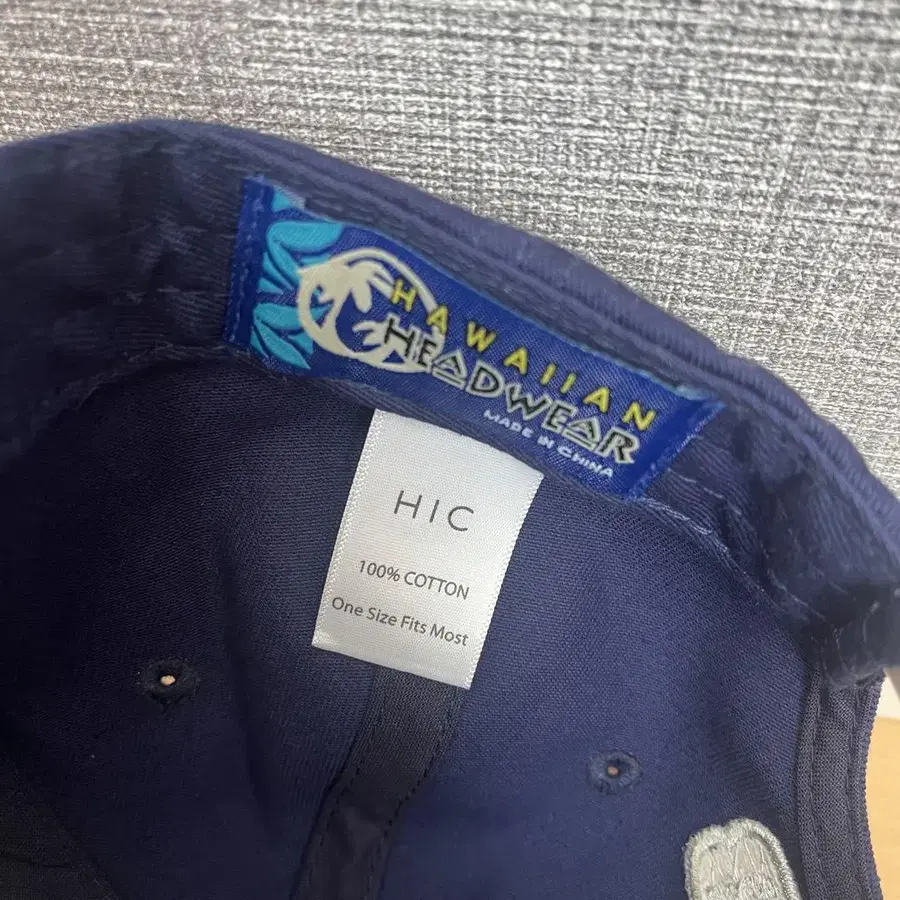 HAWAIIAN
HEADWEAR
MADE IN CHINA
HIC
100% COTTON
One Size Fits Most